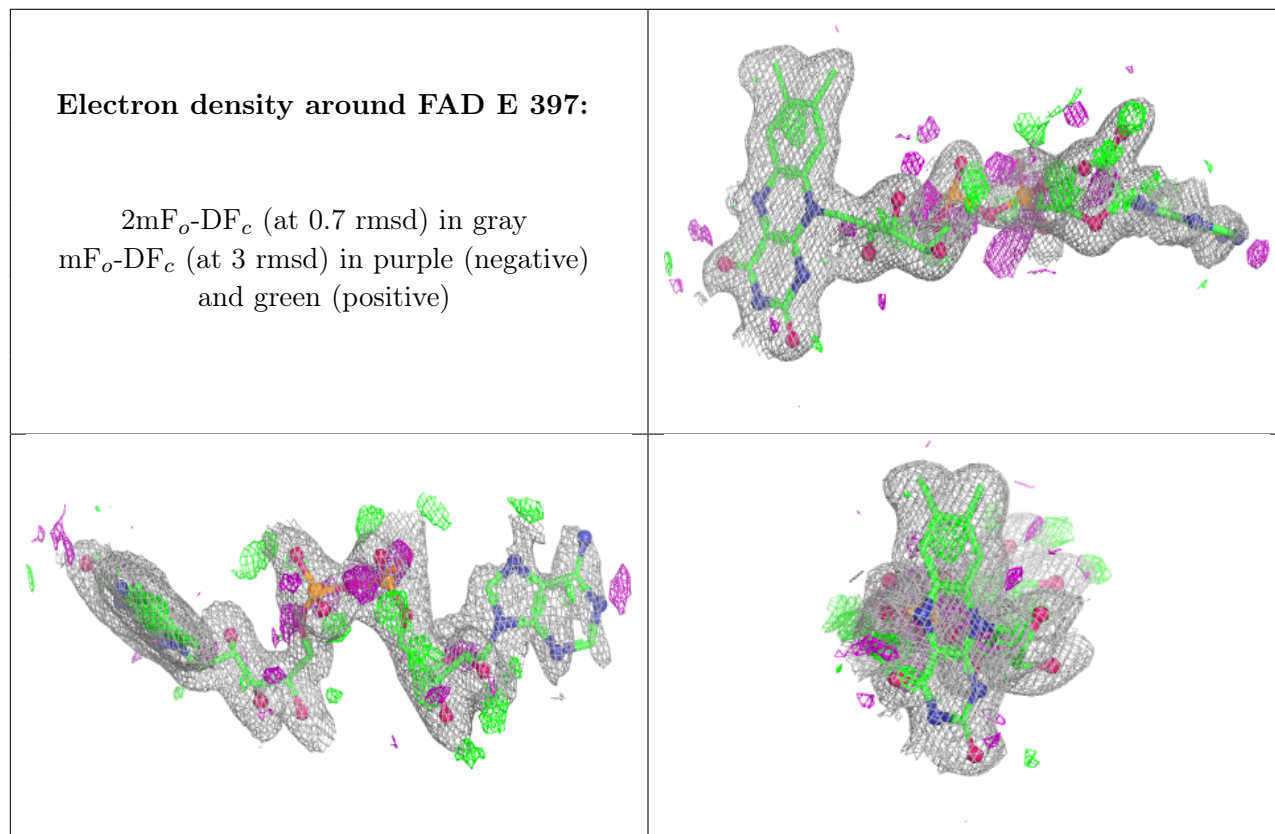 Electron density around FAD E 397:
2mFo-DFc (at 0.7 rmsd) in gray
mFo-DFc (at 3 rmsd) in purple (negative)
and green (positive)